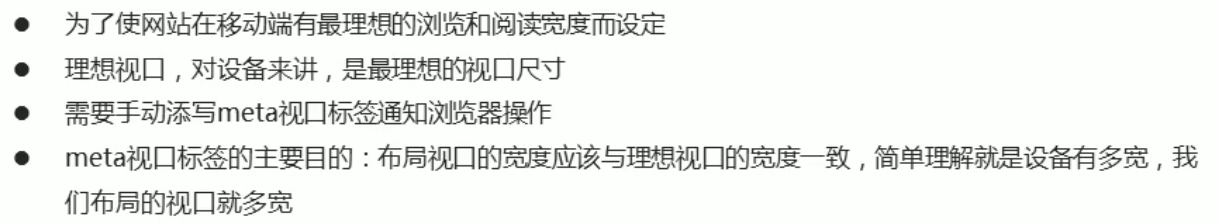 ● 为了使网站在移动端有最理想的浏览和阅读宽度而设定
● 理想视口，对设备来讲，是最理想的视口尺寸
● 需要手动添写meta视口标签通知浏览器操作
● meta视口标签的主要目的：布局视口的宽度应该与理想视口的宽度一致，简单理解就是设备有多宽，我
们布局的视口就多宽